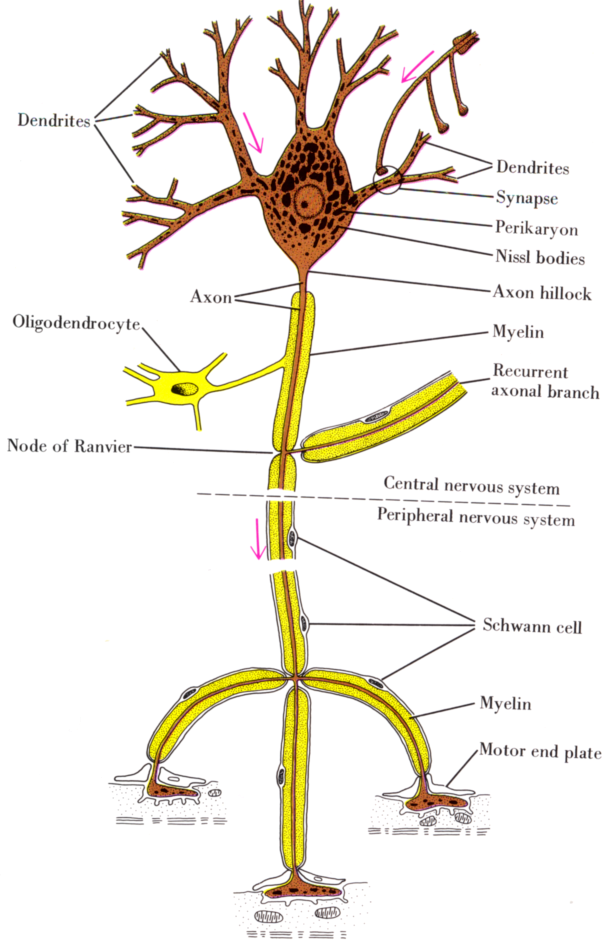 Dendrites
Dendrites
Synapse
Perikaryon
Nissl bodies
Axon hillock
Axon
Oligodendrocyte
Myelin
Recurrent
axonal branch
Node of Ranvier
Central nervous system
Peripheral nervous system
Schwann cell
Myelin
Motor end plate